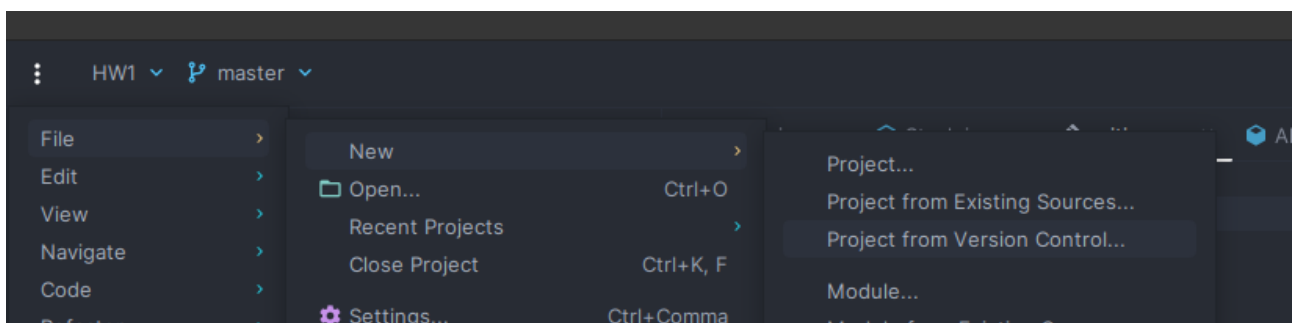 HW1 master
File
Edit
View
Navigate
Code
New
Open... Ctrl+O
Recent Projects
Close Project Ctrl+K, F
Settings... Ctrl+Comma
Project...
Project from Existing Sources...
Project from Version Control...
Module...